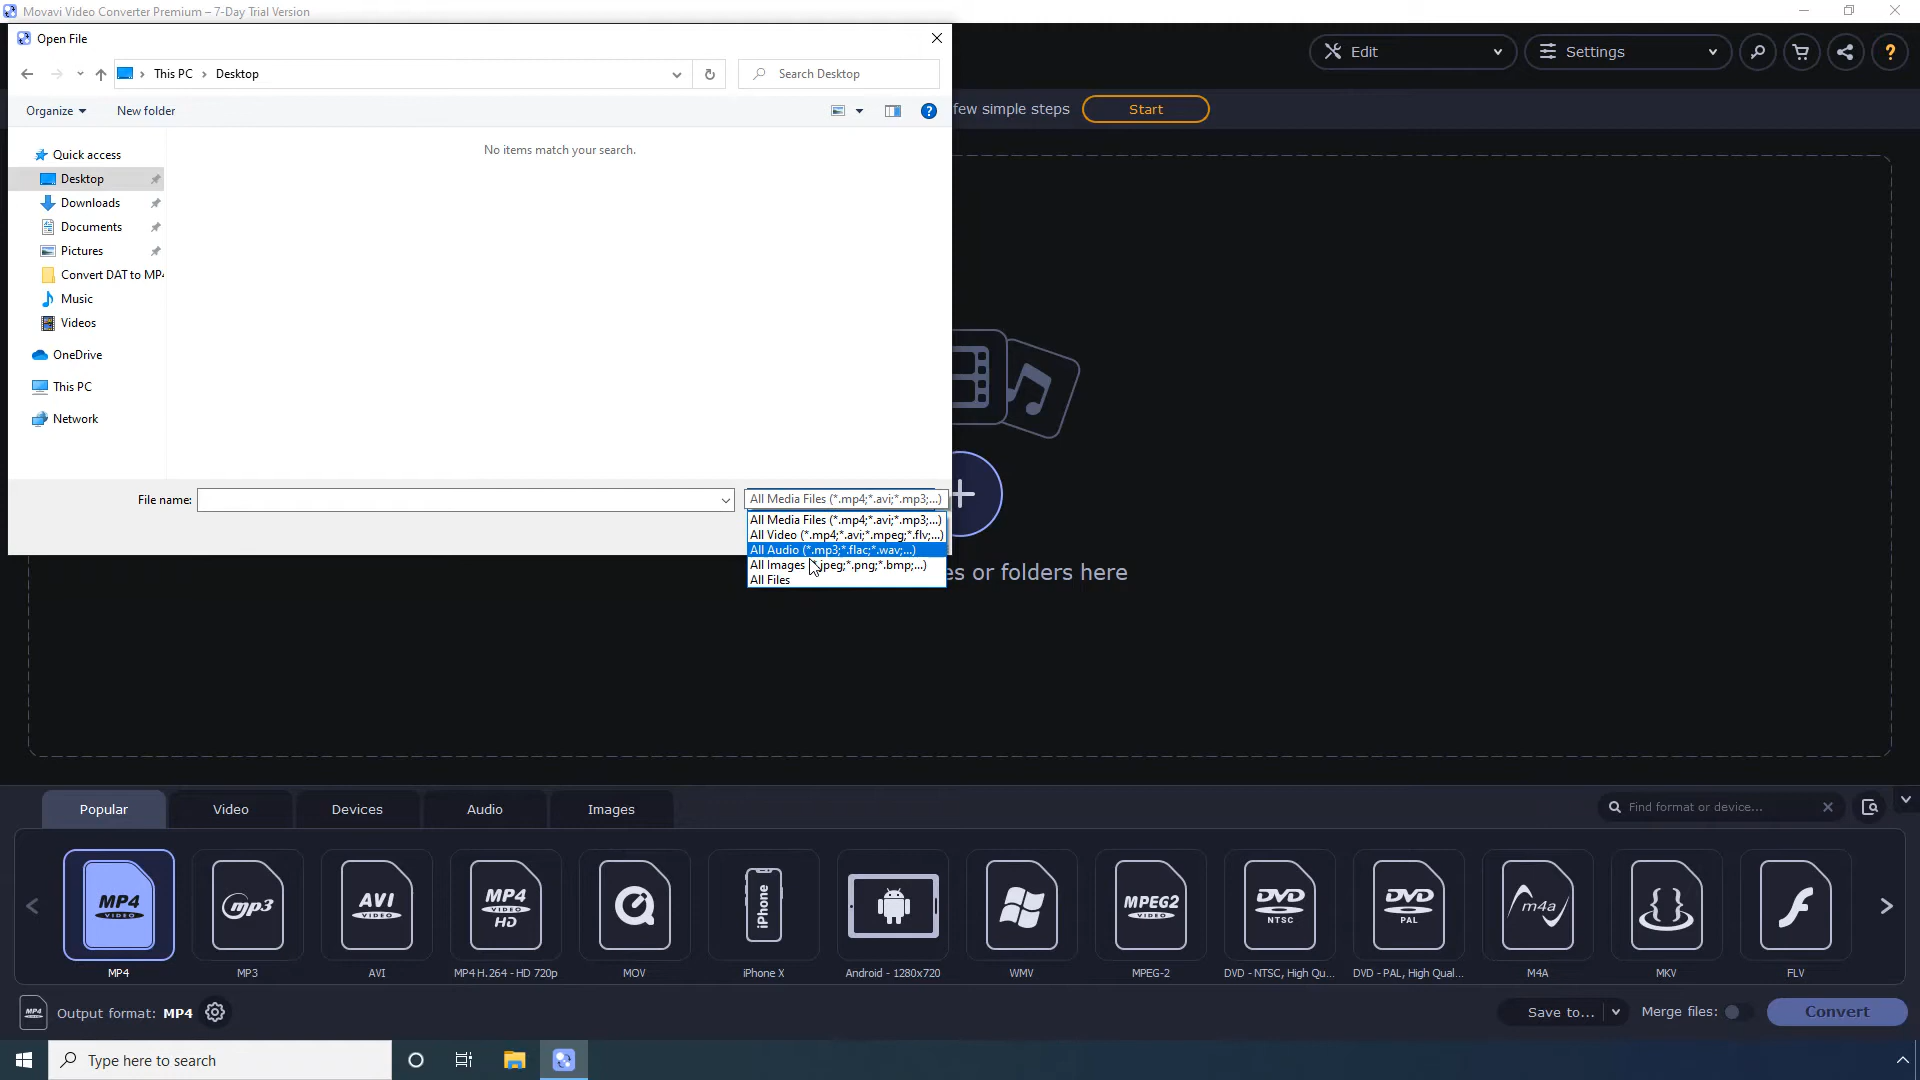 Movavi Video Converter Premium – 7-Day Trial Version
Open File
This PC
Desktop
Search Desktop
Organize
New folder
Quick access
Desktop
Downloads
Documents
Pictures
Convert DAT to MP4
Music
Videos
OneDrive
This PC
Network
No items match your search.
File name:
All Media Files (*.mp4;*.avi;*.mp3;...)
All Media Files (*.mp4;*.avi;*.mp3;...)
All Video (*.mp4;*.avi;*.mpeg;*.flv;...)
All Audio (*.mp3;*.flac;*.wav;...)
All Images (*.jpeg;*.png;*.bmp;...)
All Files
Edit
Settings
few simple steps
Start
or folders here
Popular
Video
Devices
Audio
Images
Find format or device...
MP4 VIDEO
mp3
AVI VIDEO
MP4 VIDEO HD
iPhone
MPEG2 VIDEO
DVD NTSC
DVD PAL
m4a
MP4
MP3
AVI
MP4 H.264 - HD 720p
MOV
iPhone X
Android - 1280x720
WMV
MPEG-2
DVD - NTSC, High Qu...
DVD - PAL, High Qual...
M4A
MKV
FLV
Output format: MP4
Save to...
Merge files:
Convert
Type here to search